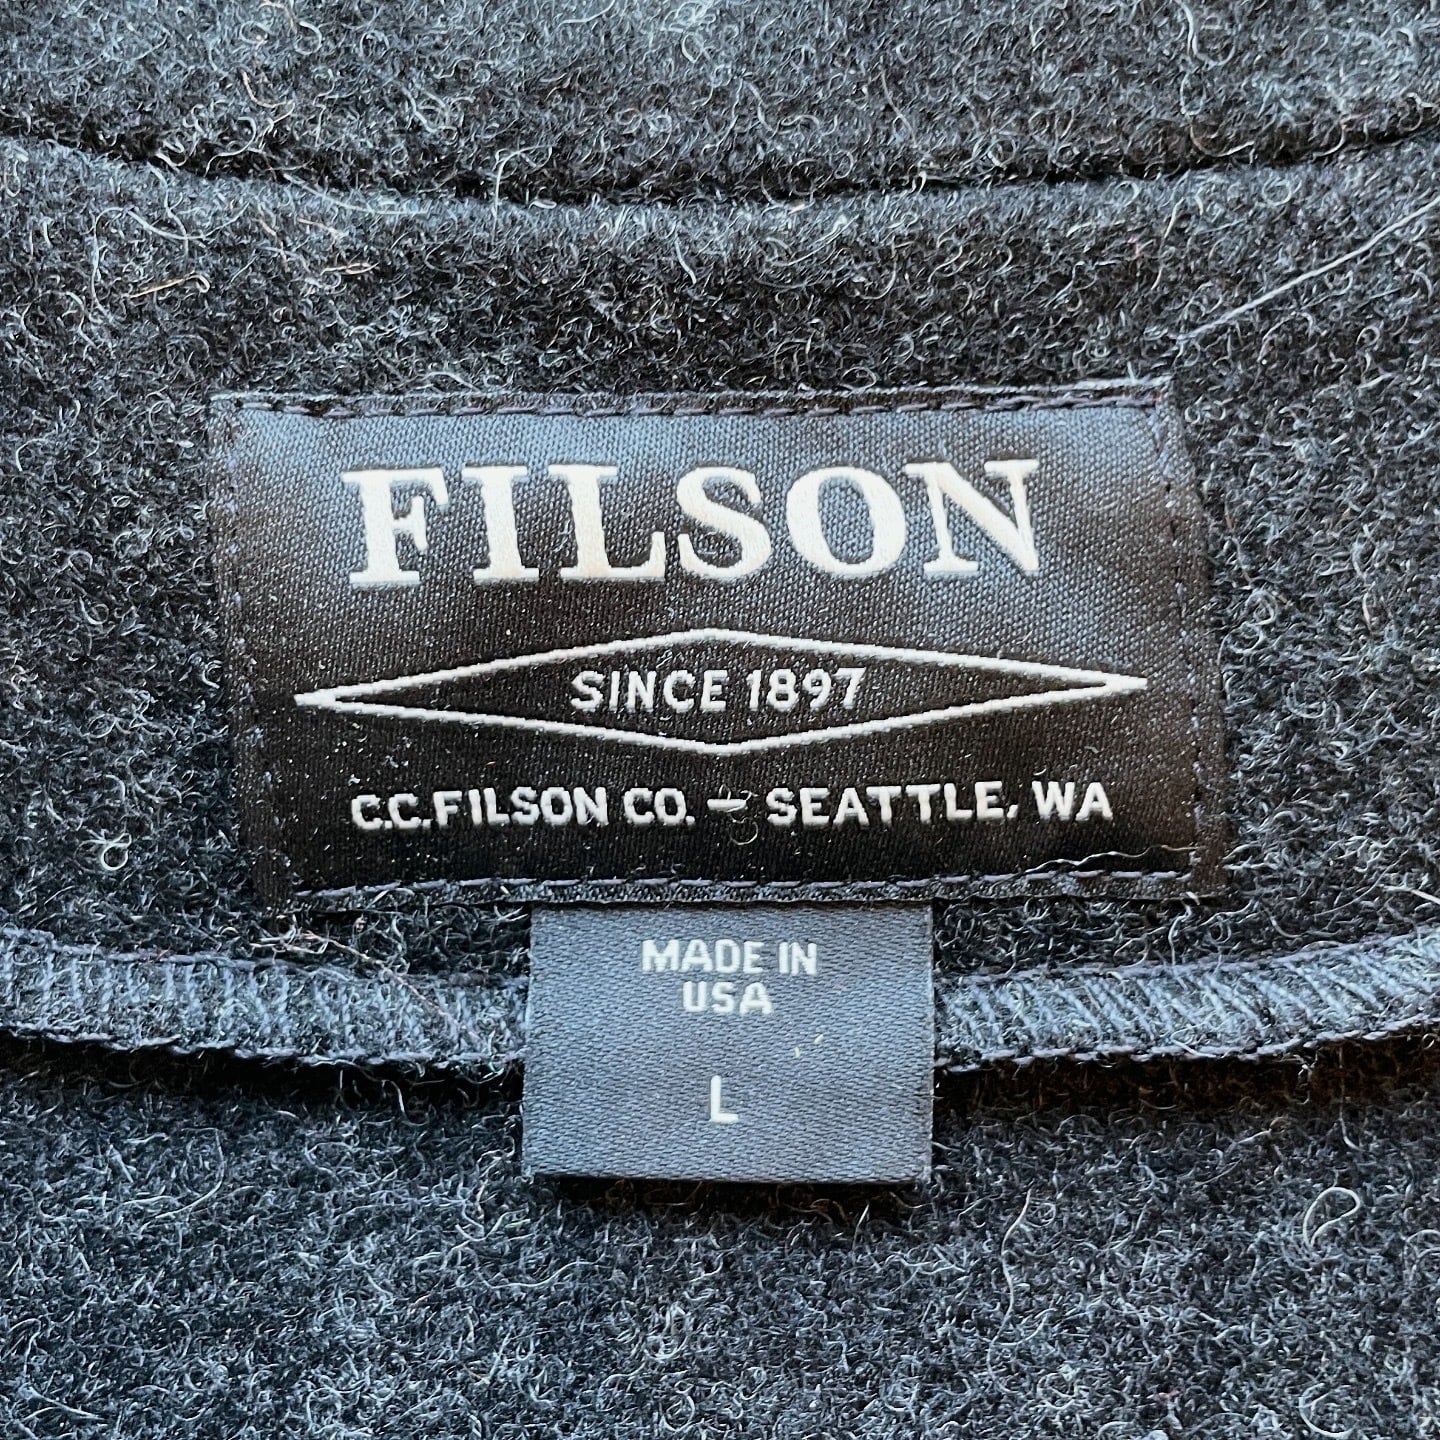 FILSON
SINCE 1897
C.C.FILSON CO. – SEATTLE, WA
MADE IN
USA
L